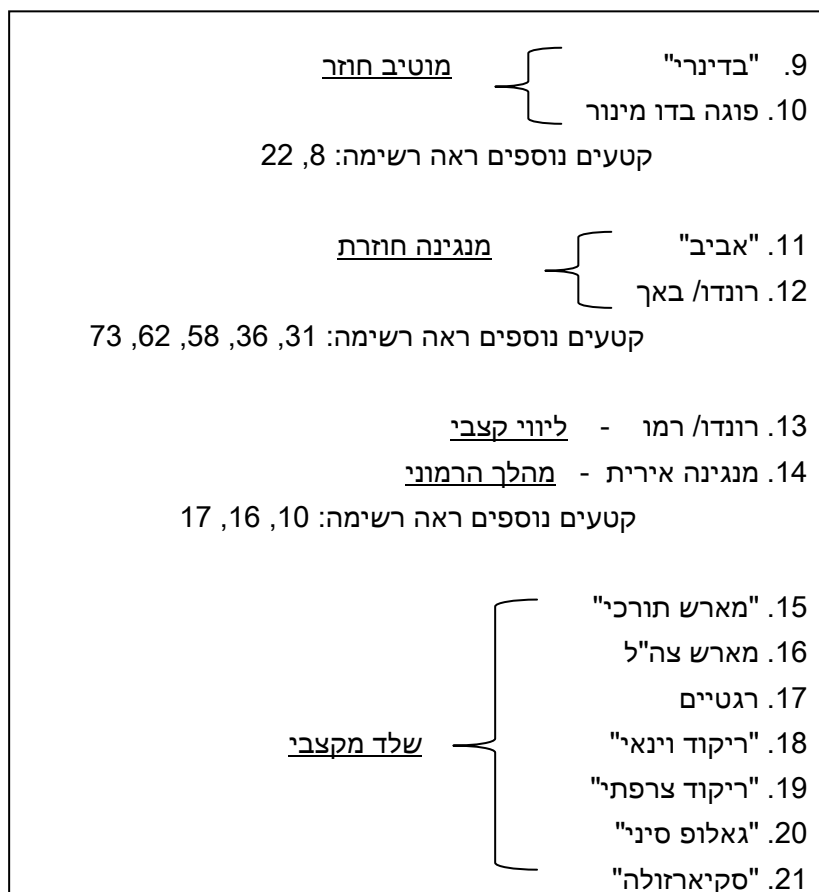 9. "בדינרי" מוטיב חוזר
10. פוגה בדו מינור
קטעים נוספים ראה רשימה: 8, 22
11. "אביב" מנגינה חוזרת
12. רונדו/ באך
קטעים נוספים ראה רשימה: 31, 36, 58, 62, 73
13. רונדו/ רמו - ליווי קצבי
14. מנגינה אירית - מהלך הרמוני
קטעים נוספים ראה רשימה: 10, 16, 17
15. "מארש תורכי"
16. מארש צה"ל
17. רגטיים
18. "ריקוד וינאי" שלד מקצבי
19. "ריקוד צרפתי"
20. "גאלופ סיני"
21. "סקיארזולה"